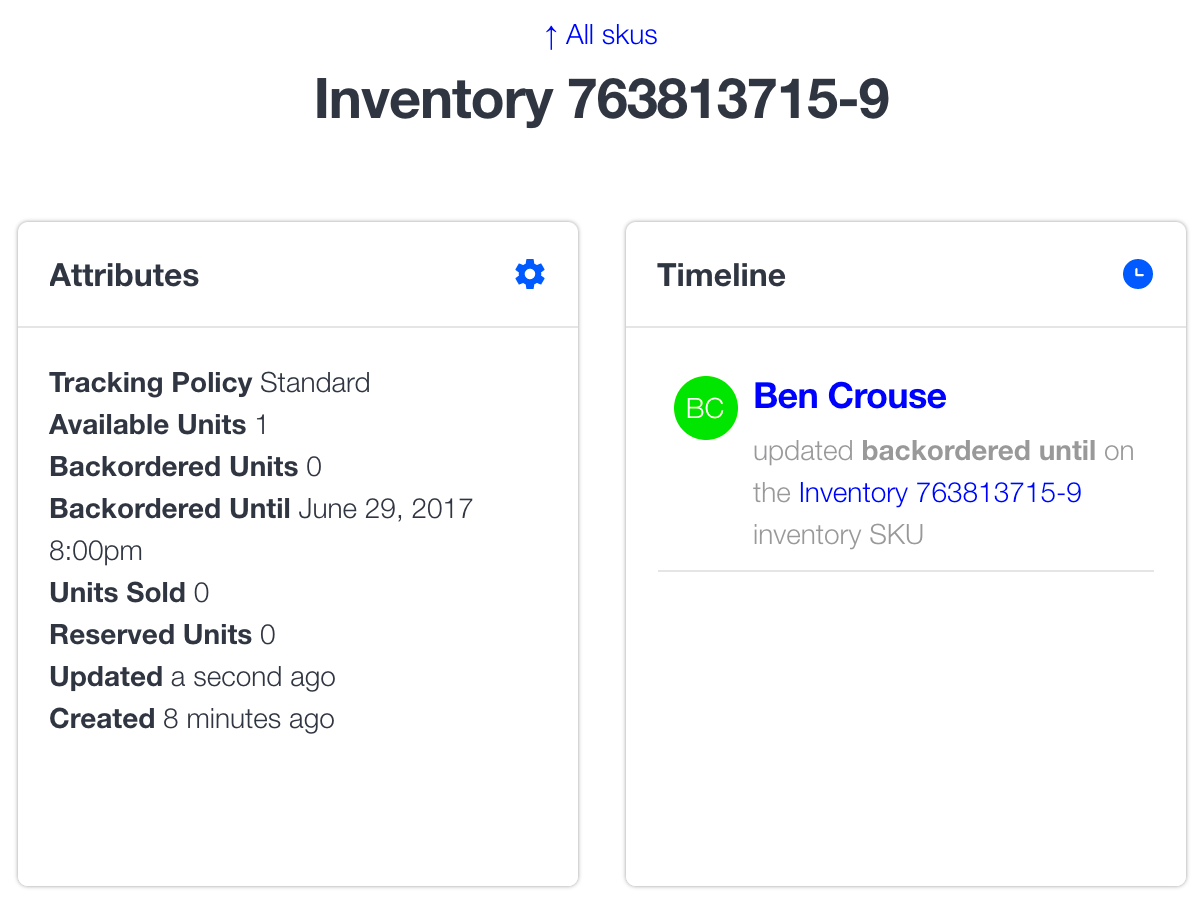 ↑ All skus
Inventory 763813715-9
Attributes
Tracking Policy Standard
Available Units 1
Backordered Units 0
Backordered Until June 29, 2017
8:00pm
Units Sold 0
Reserved Units 0
Updated a second ago
Created 8 minutes ago
Timeline
BC
Ben Crouse
updated backordered until on
the Inventory 763813715-9
inventory SKU